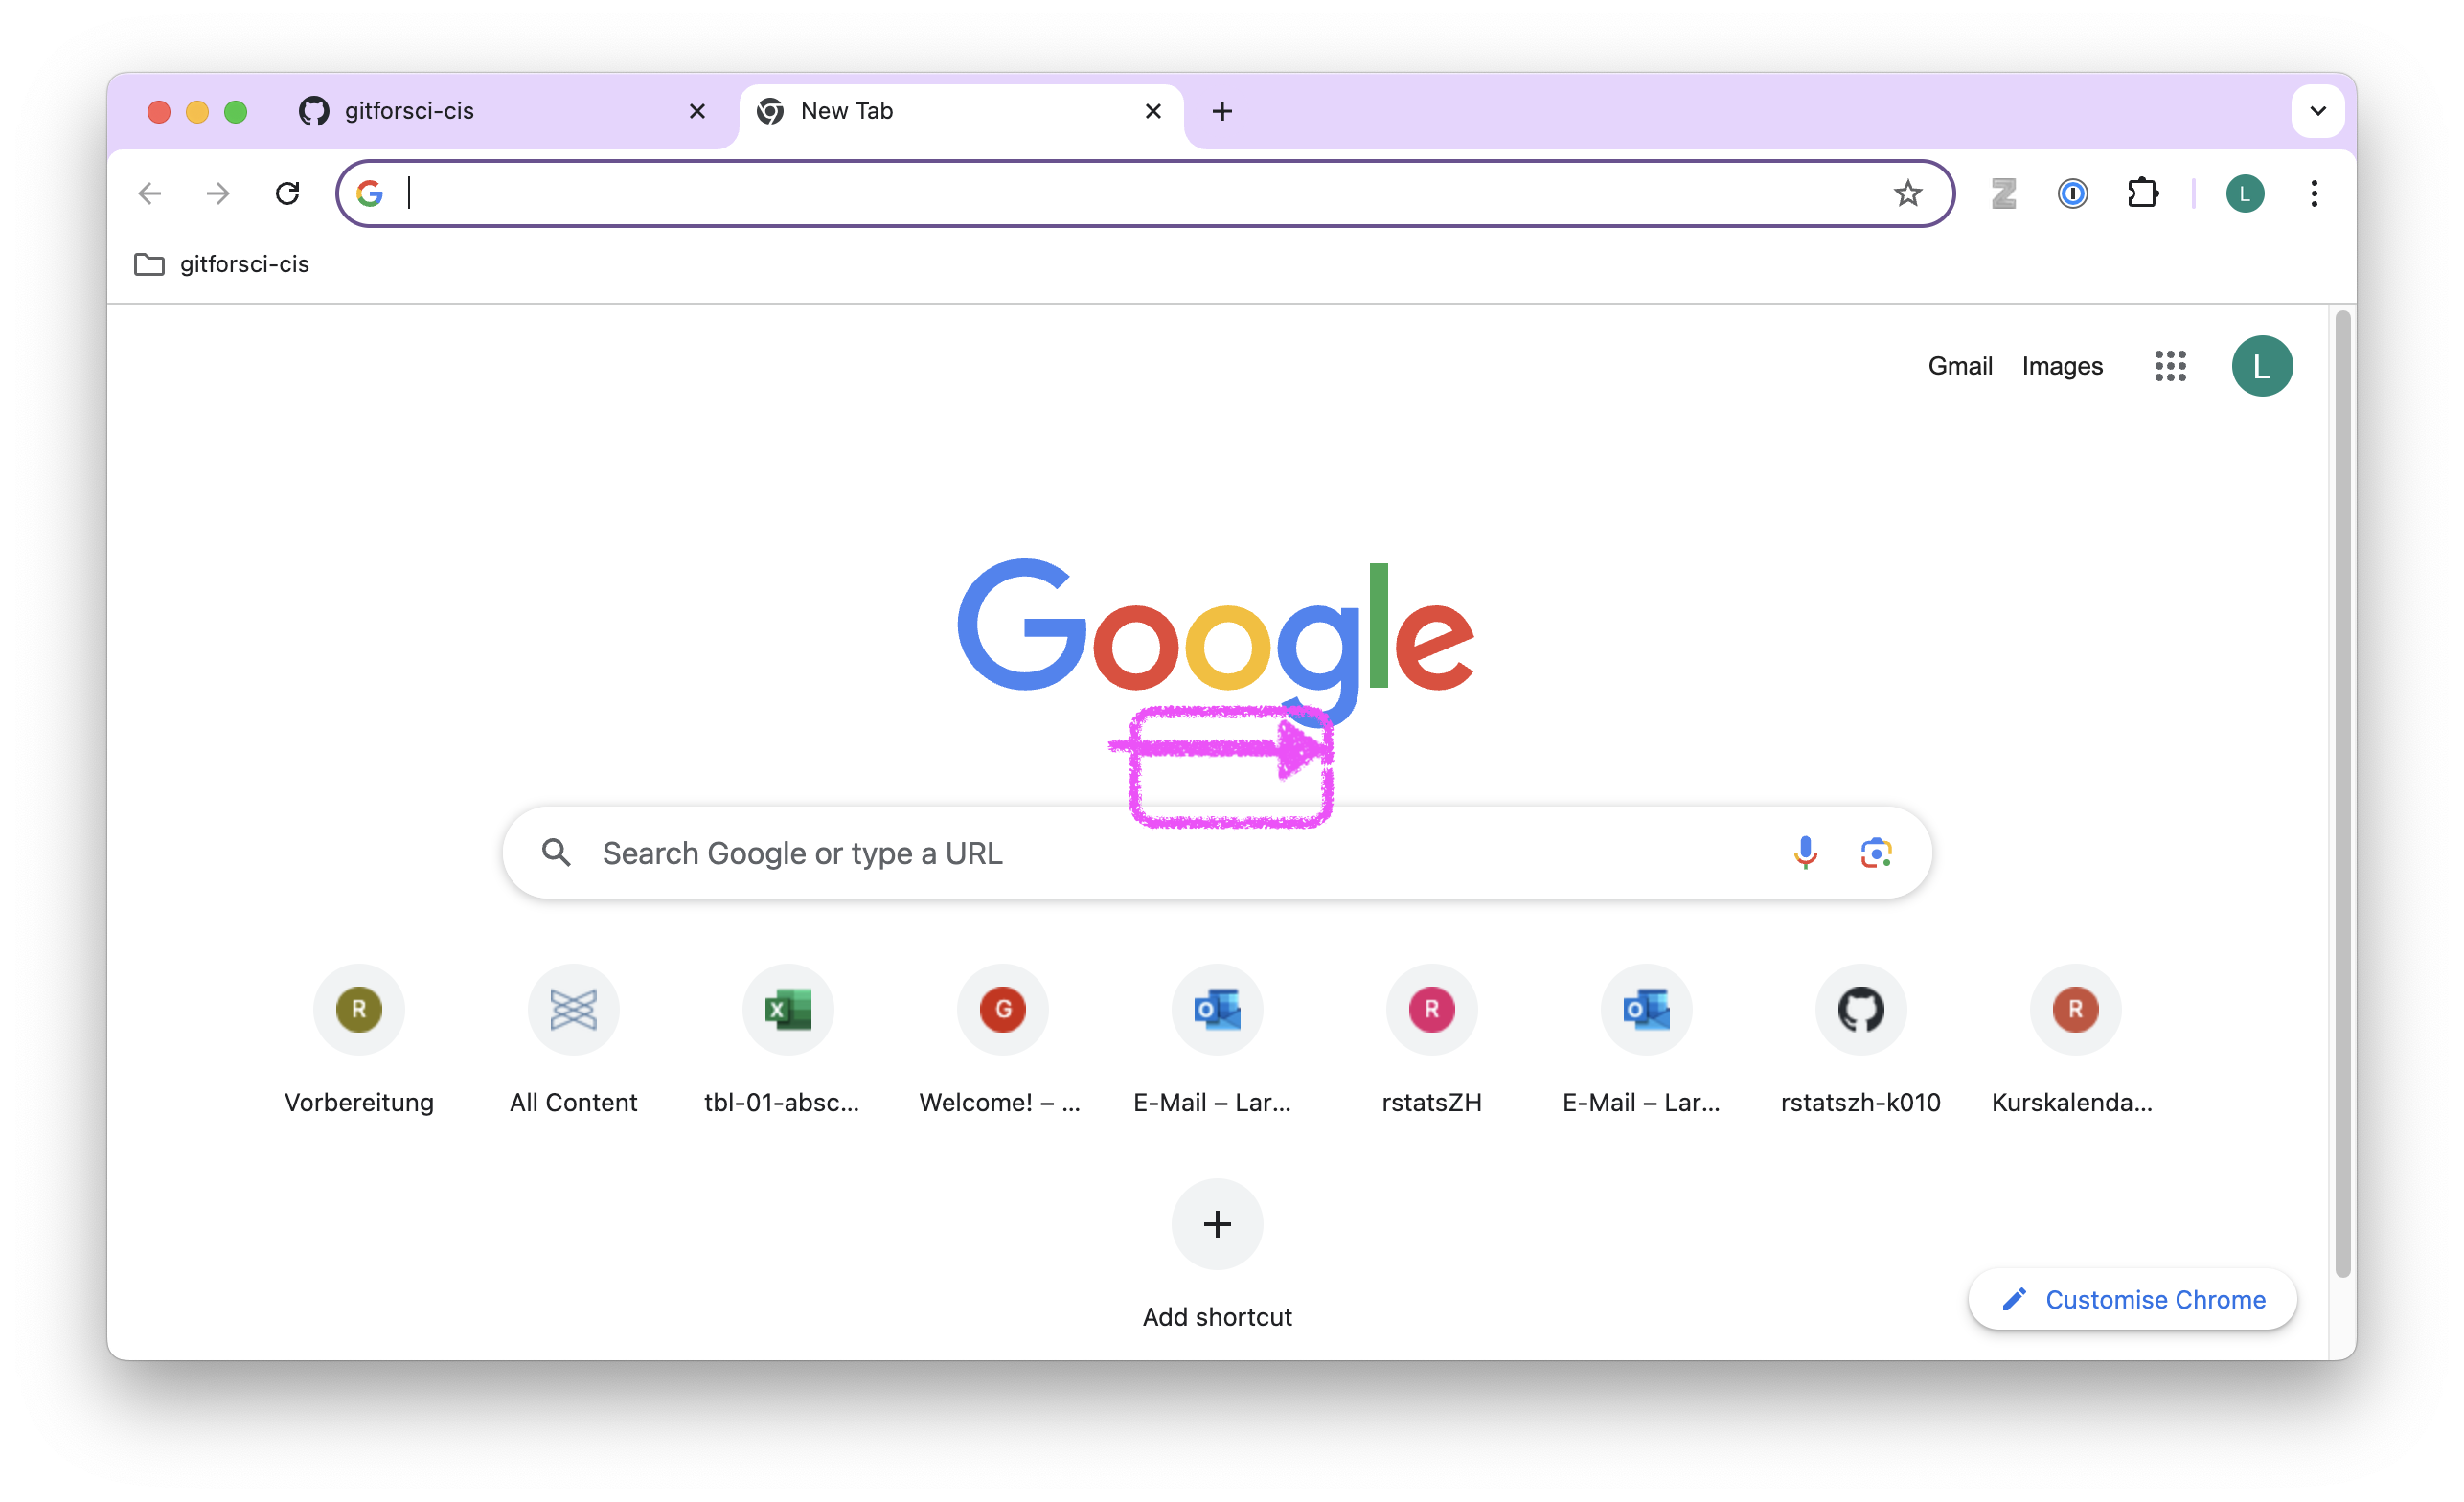 gitforsci-cis
New Tab
L
gitforsci-cis
Gmail Images L
Google
Search Google or type a URL
R X G O R O R
Vorbereitung All Content tbl-01-absc... Welcome! – ... E-Mail – Lar... rstatsZH E-Mail – Lar... rstatszh-k010 Kurskalenda...
Add shortcut
Customise Chrome